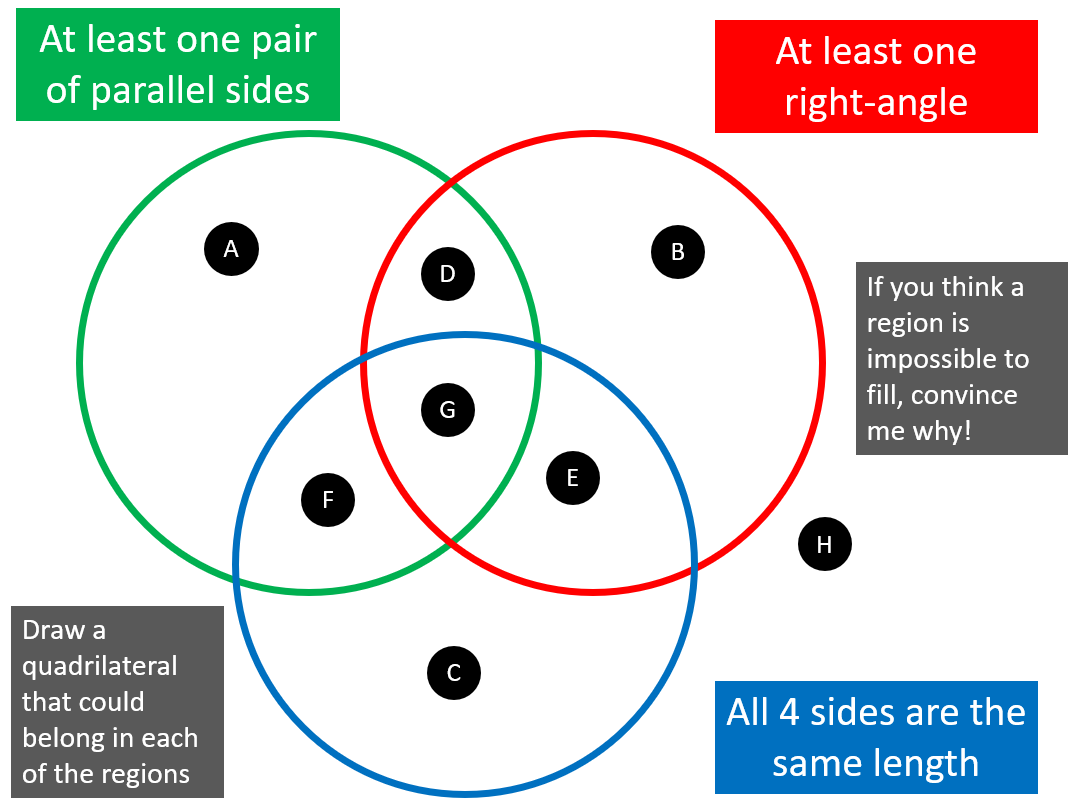 At least one pair
of parallel sides
At least one
right-angle
A
D
B
If you think a
region is
impossible to
fill, convince
me why!
G
F
E
H
Draw a
quadrilateral
that could
belong in each
of the regions
C
All 4 sides are the
same length